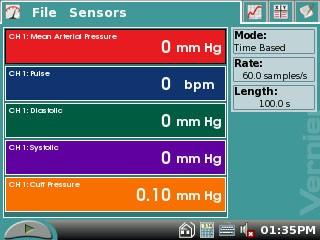 File Sensors
CH 1: Mean Arterial Pressure
0 mm Hg
CH 1: Pulse
0 bpm
CH 1: Diastolic
0 mm Hg
CH 1: Systolic
0 mm Hg
CH 1: Cuff Pressure
0.10 mm Hg
Mode:
Time Based
Rate:
60.0 samples/s
Length:
100.0 s
Vernier
01:35PM